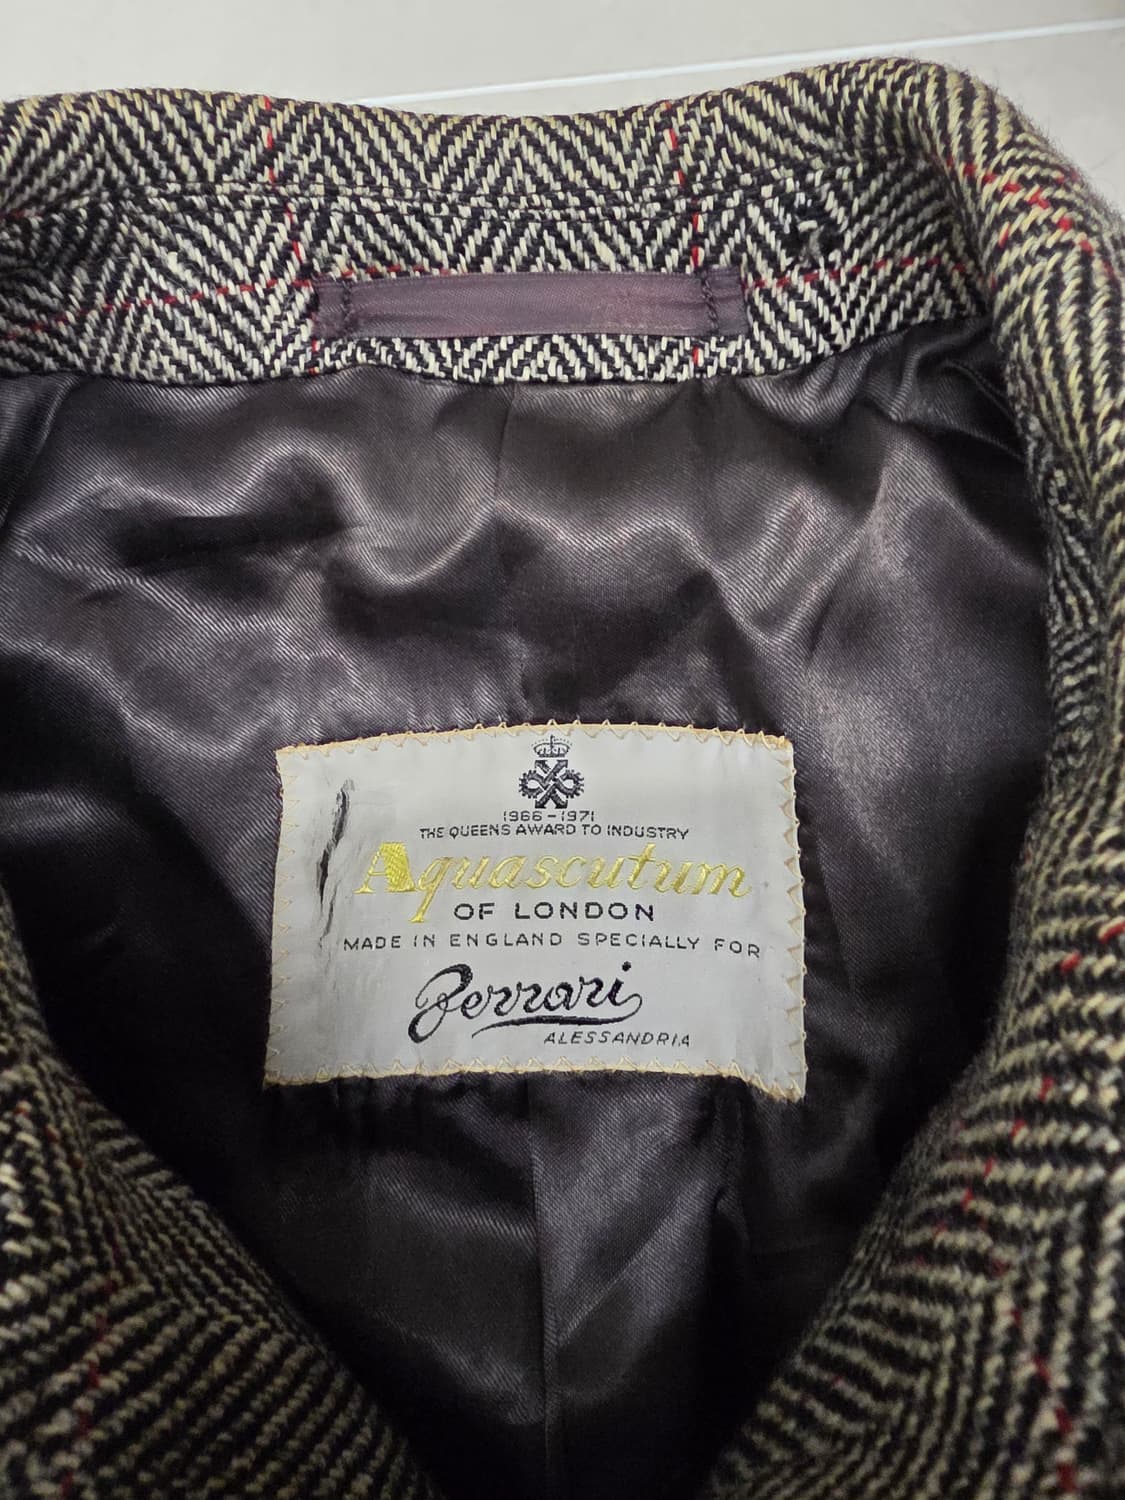 1966-1971
THE QUEENS AWARD TO INDUSTRY
Aquascutum
OF LONDON
MADE IN ENGLAND SPECIALLY FOR
Ferrari
ALESSANDRIA